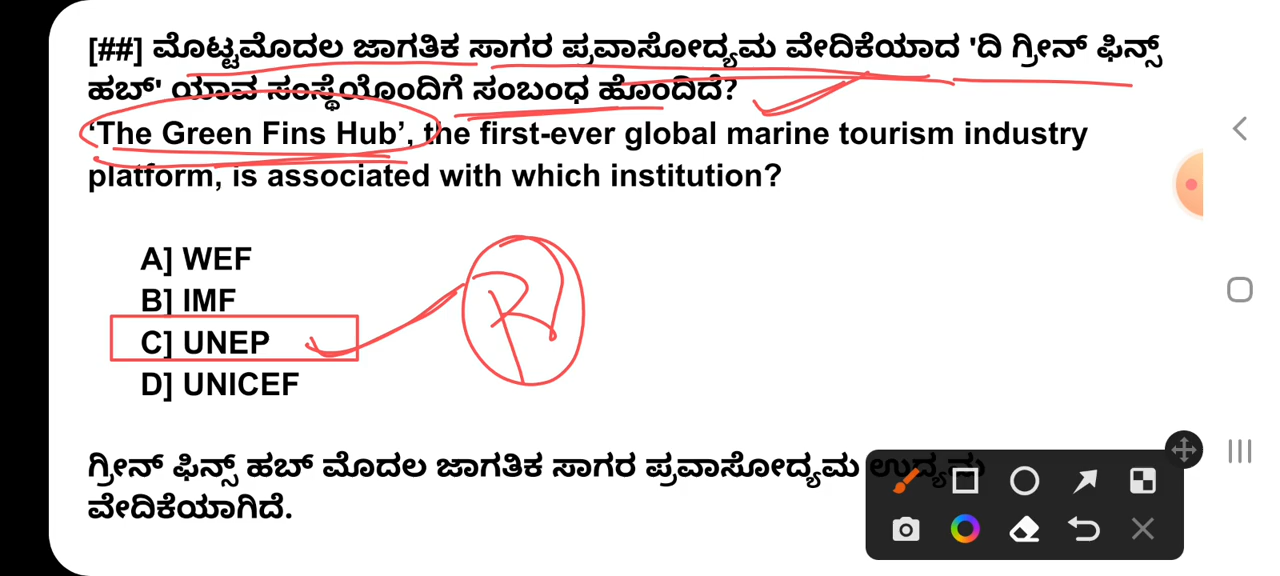 [##] ಮೊಟ್ಟಮೊದಲ ಜಾಗತಿಕ ಸಾಗರ ಪ್ರವಾಸೋದ್ಯಮ ವೇದಿಕೆಯಾದ 'ದಿ ಗ್ರೀನ್ ಫಿನ್ಸ್
ಹಬ್' ಯಾವ ಸಂಸ್ಥೆಯೊಂದಿಗೆ ಸಂಬಂಧ ಹೊಂದಿದೆ?
‘The Green Fins Hub’, the first-ever global marine tourism industry
platform, is associated with which institution?
A] WEF
B] IMF
C] UNEP
D] UNICEF
R
ಗ್ರೀನ್ ಫಿನ್ಸ್ ಹಬ್ ಮೊದಲ ಜಾಗತಿಕ ಸಾಗರ ಪ್ರವಾಸೋದ್ಯಮ
ವೇದಿಕೆಯಾಗಿದೆ.